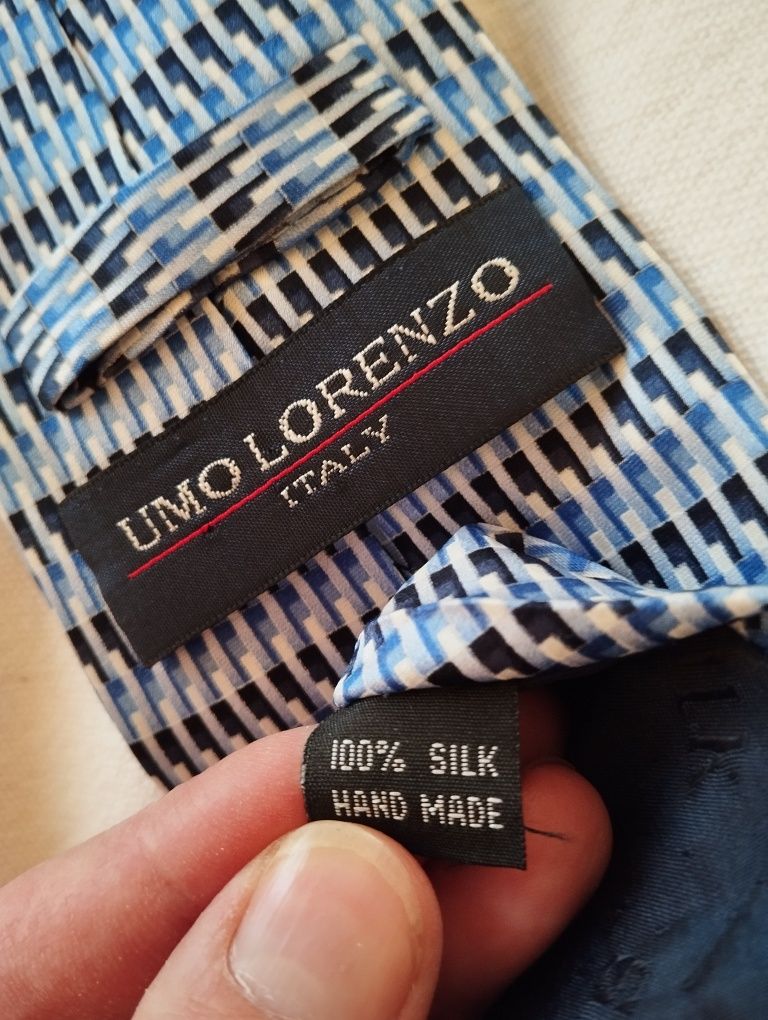 UMO LORENZO
ITALY
100% SILK
HAND MADE